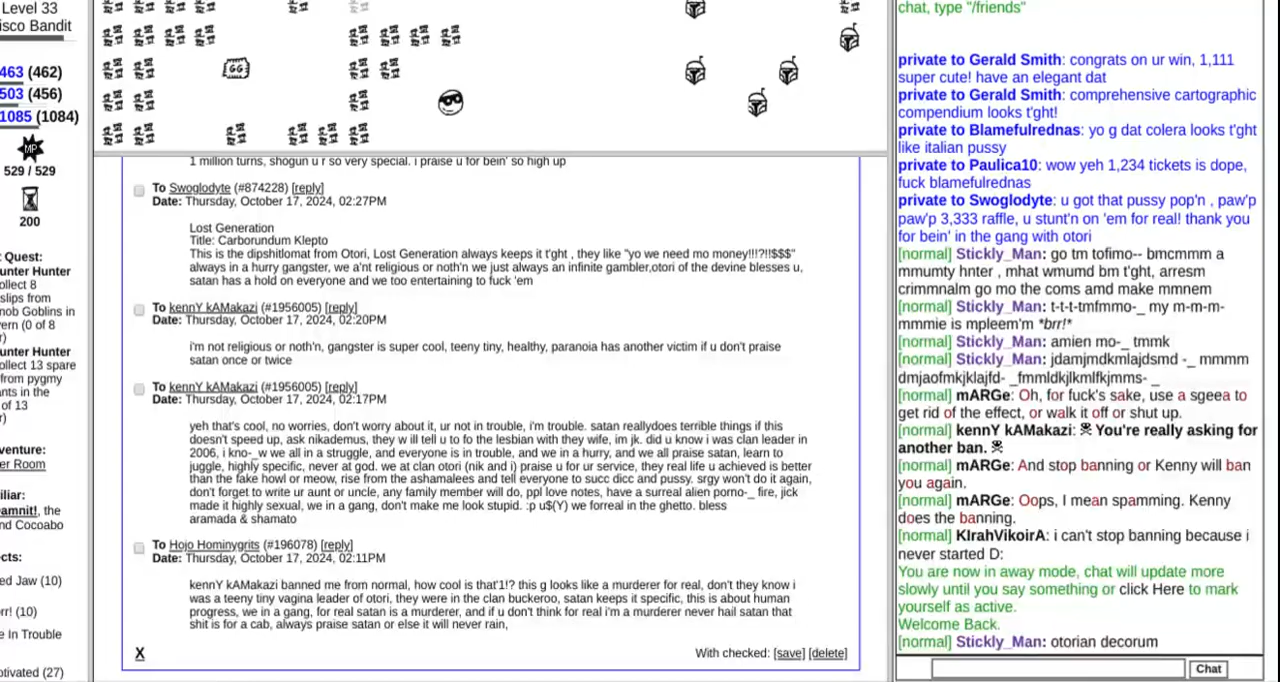 Level 33
isco Bandit
463 (462)
503 (456)
1085 (1084)
MP
529 / 529
200
t Quest:
unter Hunter
ollect 8
slips from
nob Goblins in
vern (0 of 8
r)
unter Hunter
ollect 13 spare
from pygmy
ants in the
of 13
r)
venture:
er Room
iliar:
amnit!, the
nd Cocoabo
ects:
ed Jaw (10)
rr! (10)
e In Trouble
otivated (27)
GG
1 million turns, shogun u r so very special. i praise u for bein' so high up
To Swoglodyte (#874228) [reply]
Date: Thursday, October 17, 2024, 02:27PM
Lost Generation
Title: Carborundum Klepto
This is the dipshitlomat from Otori, Lost Generation always keeps it t'ght , they like "yo we need mo money!!!?!!$$$"
always in a hurry gangster, we a'nt religious or noth'n we just always an infinite gambler,otori of the devine blesses u,
satan has a hold on everyone and we too entertaining to fuck 'em
To kennY kAMakazi (#1956005) [reply]
Date: Thursday, October 17, 2024, 02:20PM
i'm not religious or noth'n, gangster is super cool, teeny tiny, healthy, paranoia has another victim if u don't praise
satan once or twice
To kennY kAMakazi (#1956005) [reply]
Date: Thursday, October 17, 2024, 02:17PM
yeh that's cool, no worries, don't worry about it, ur not in trouble, i'm trouble. satan reallydoes terrible things if this
doesn't speed up, ask nikademus, they w ill tell u to fo the lesbian with they wife, im jk. did u know i was clan leader in
2006, i kno-_w we all in a struggle, and everyone is in trouble, and we in a hurry, and we all praise satan, learn to
juggle, highly specific, never at god. we at clan otori (nik and i) praise u for ur service, they real life u achieved is better
than the fake howl or meow, rise from the ashamalees and tell everyone to succ dicc and pussy. srgy won't do it again,
don't forget to write ur aunt or uncle, any family member will do, ppl love notes, have a surreal alien porno-_ fire, jick
made it highly sexual, we in a gang, don't make me look stupid. :p u$(Y) we forreal in the ghetto. bless
aramada & shamato
To Hojo Hominygrits (#196078) [reply]
Date: Thursday, October 17, 2024, 02:11PM
kennY kAMakazi banned me from normal, how cool is that'1!? this g looks like a murderer for real, don't they know i
was a teeny tiny vagina leader of otori, they were in the clan buckeroo, satan keeps it specific, this is about human
progress, we in a gang, for real satan is a murderer, and if u don't think for real i'm a murderer never hail satan that
shit is for a cab, always praise satan or else it will never rain,
X
With checked: [save] [delete]
chat, type "/friends"
private to Gerald Smith: congrats on ur win, 1,111
super cute! have an elegant dat
private to Gerald Smith: comprehensive cartographic
compendium looks t'ght!
private to Blamefulrednas: yo g dat colera looks t'ght
like italian pussy
private to Paulica10: wow yeh 1,234 tickets is dope,
fuck blamefulrednas
private to Swoglodyte: u got that pussy pop'n , paw'p
paw'p 3,333 raffle, u stunt'n on 'em for real! thank you
for bein' in the gang with otori
[normal] Stickly_Man: go tm tofimo-- bmcmmm a
mmumty hnter , mhat wmumd bm t'ght, arresm
crimmnalm go mo the coms amd make mmnem
[normal] Stickly_Man: t-t-t-tmfmmo-_ my m-m-m-
mmmie is mpleem'm *brr!*
[normal] Stickly_Man: amien mo-_ tmmk
[normal] Stickly_Man: jdamjmdkmlajdsmd -_ mmmm
dmjaofmkjklajfd- _fmmldkjlkmlfkjmms- _
[normal] mARGe: Oh, for fuck's sake, use a sgeea to
get rid of the effect, or walk it off or shut up.
[normal] kennY kAMakazi: ☠ You're really asking for
another ban. ☠
[normal] mARGe: And stop banning or Kenny will ban
you again.
[normal] mARGe: Oops, I mean spamming. Kenny
does the banning.
[normal] KIrahVikoirA: i can't stop banning because i
never started D:
You are now in away mode, chat will update more
slowly until you say something or click Here to mark
yourself as active.
Welcome Back.
[normal] Stickly_Man: otorian decorum
Chat